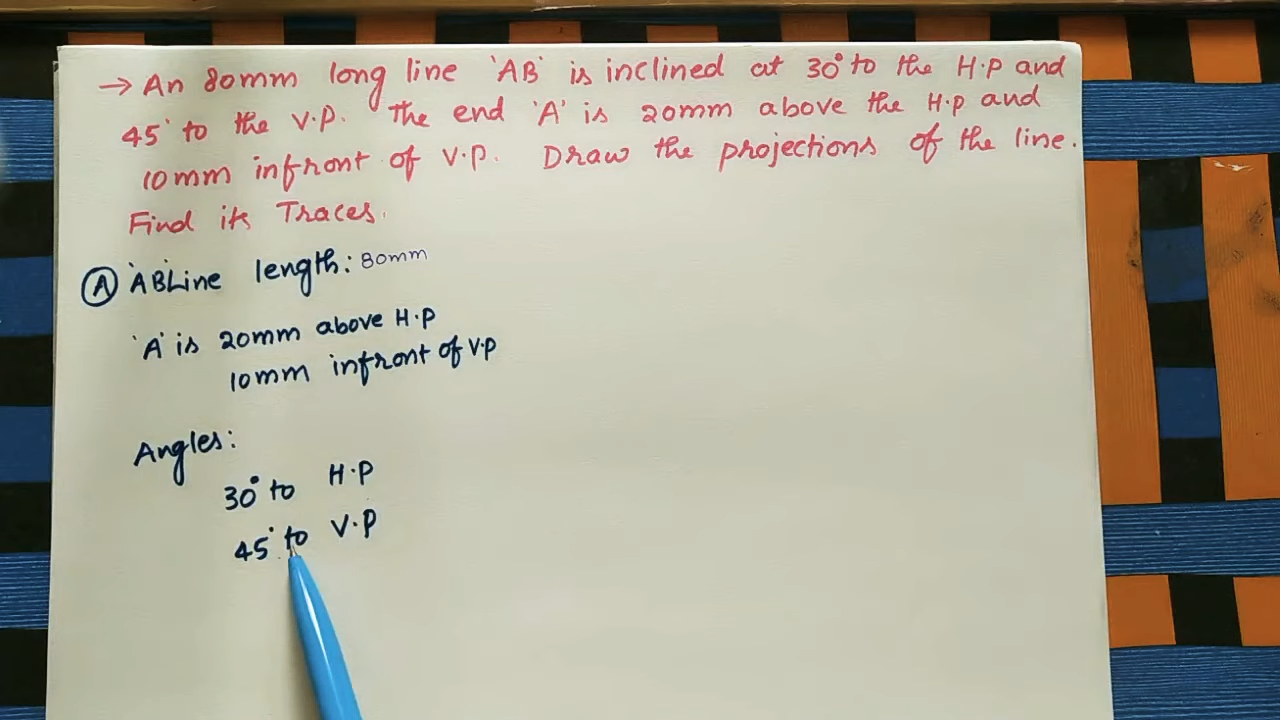 → An 80mm long line 'AB' is inclined at 30° to the H.P and
45° to the V.P. The end 'A' is 20mm above the H.P and
10mm infront of V.P. Draw the projections of the line.
Find its Traces.
Ⓐ 'AB' Line length: 80mm
'A' is 20mm above H.P
10mm infront of V.P
Angles:
30° to H.P
45° to V.P